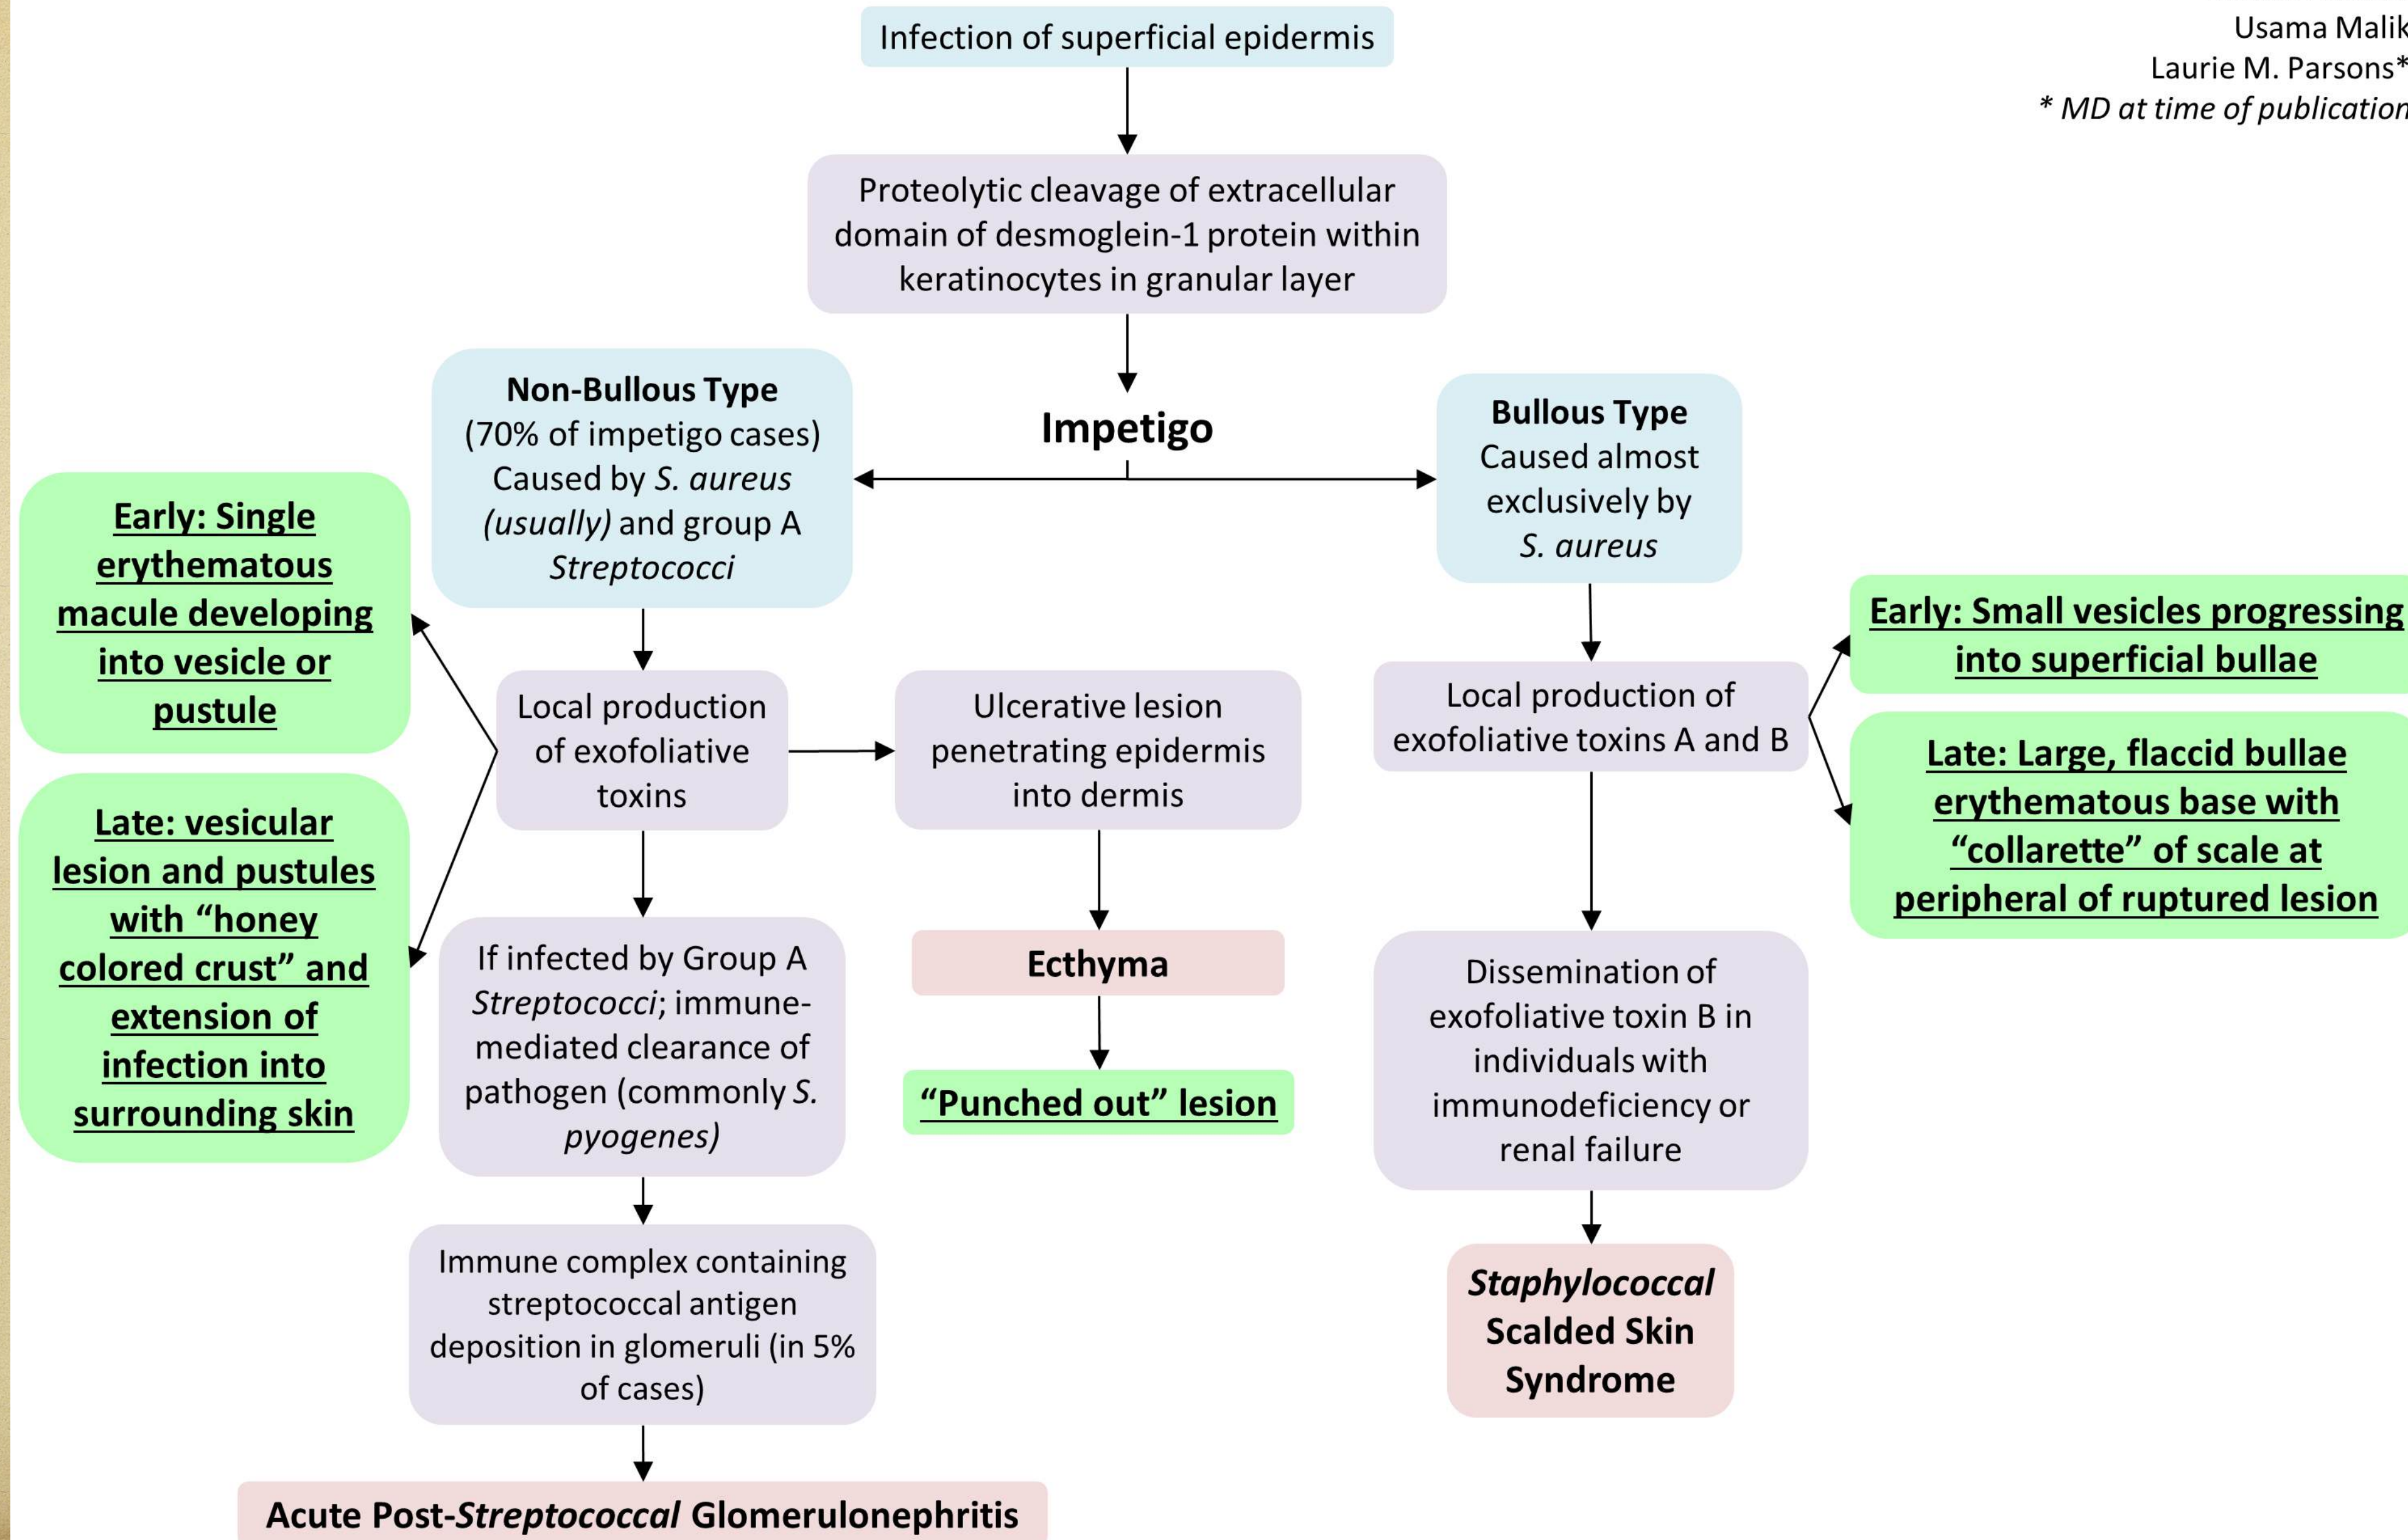 Usama Malik
Laurie M. Parsons*
* MD at time of publication
Infection of superficial epidermis
Proteolytic cleavage of extracellular
domain of desmoglein-1 protein within
keratinocytes in granular layer
Impetigo
Non-Bullous Type
(70% of impetigo cases)
Caused by S. aureus
(usually) and group A
Streptococci
Early: Single
erythematous
macule developing
into vesicle or
pustule
Late: vesicular
lesion and pustules
with “honey
colored crust” and
extension of
infection into
surrounding skin
Local production
of exofoliative
toxins
Ulcerative lesion
penetrating epidermis
into dermis
Ecthyma
“Punched out” lesion
If infected by Group A
Streptococci; immune-
mediated clearance of
pathogen (commonly S.
pyogenes)
Immune complex containing
streptococcal antigen
deposition in glomeruli (in 5%
of cases)
Acute Post-Streptococcal Glomerulonephritis
Bullous Type
Caused almost
exclusively by
S. aureus
Local production of
exofoliative toxins A and B
Early: Small vesicles progressing
into superficial bullae
Late: Large, flaccid bullae
erythematous base with
“collarette” of scale at
peripheral of ruptured lesion
Dissemination of
exofoliative toxin B in
individuals with
immunodeficiency or
renal failure
Staphylococcal
Scalded Skin
Syndrome